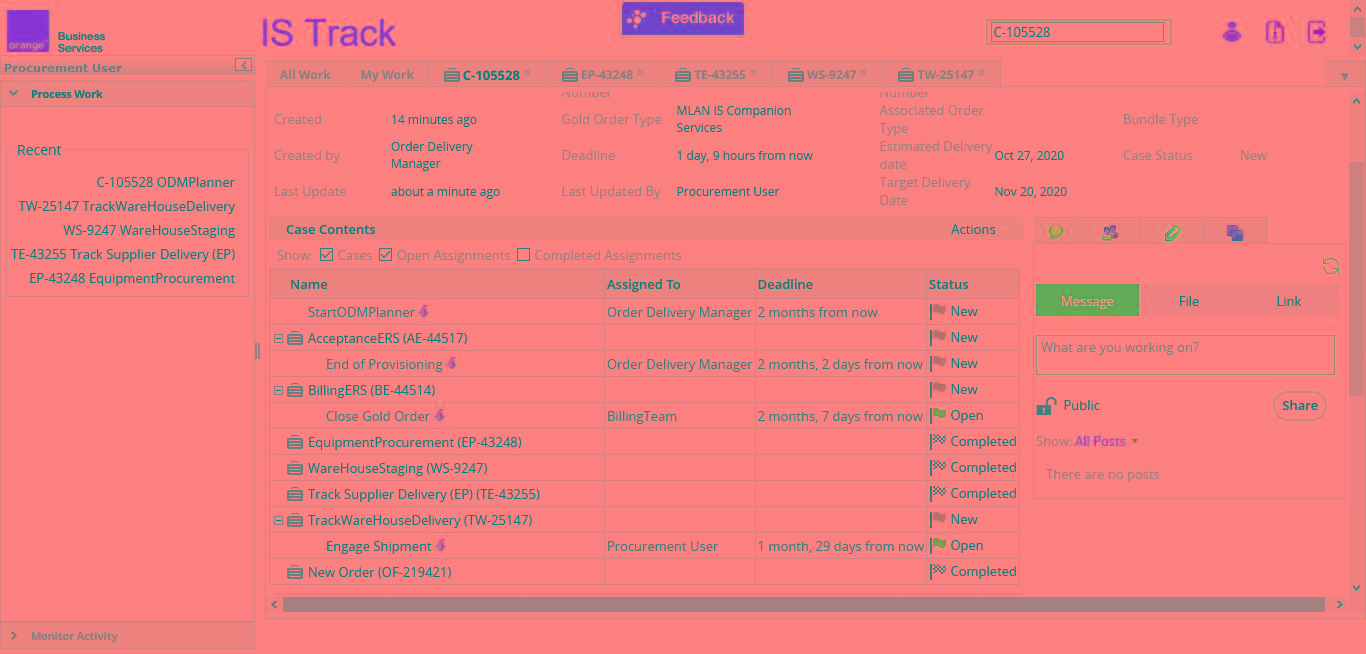 orange™
Business
Services
IS Track
Feedback
C-105528
Procurement User
All Work
My Work
C-105528
EP-43248
TE-43255
WS-9247
TW-25147
Process Work
Recent
C-105528 ODMPlanner
TW-25147 TrackWareHouseDelivery
WS-9247 WareHouseStaging
TE-43255 Track Supplier Delivery (EP)
EP-43248 EquipmentProcurement
Monitor Activity
Number Number
Created 14 minutes ago Gold Order Type MLAN IS Companion Services Associated Order Type Bundle Type
Created by Order Delivery Manager Deadline 1 day, 9 hours from now Estimated Delivery date Oct 27, 2020 Case Status New
Last Update about a minute ago Last Updated By Procurement User Target Delivery Date Nov 20, 2020
Case Contents Actions
Show: Cases Open Assignments Completed Assignments
Name Assigned To Deadline Status
StartODMPlanner Order Delivery Manager 2 months from now New
AcceptanceERS (AE-44517) New
End of Provisioning Order Delivery Manager 2 months, 2 days from now New
BillingERS (BE-44514) New
Close Gold Order BillingTeam 2 months, 7 days from now Open
EquipmentProcurement (EP-43248) Completed
WareHouseStaging (WS-9247) Completed
Track Supplier Delivery (EP) (TE-43255) Completed
TrackWareHouseDelivery (TW-25147) New
Engage Shipment Procurement User 1 month, 29 days from now Open
New Order (OF-219421) Completed
Message File Link
What are you working on?
Public Share
Show: All Posts
There are no posts